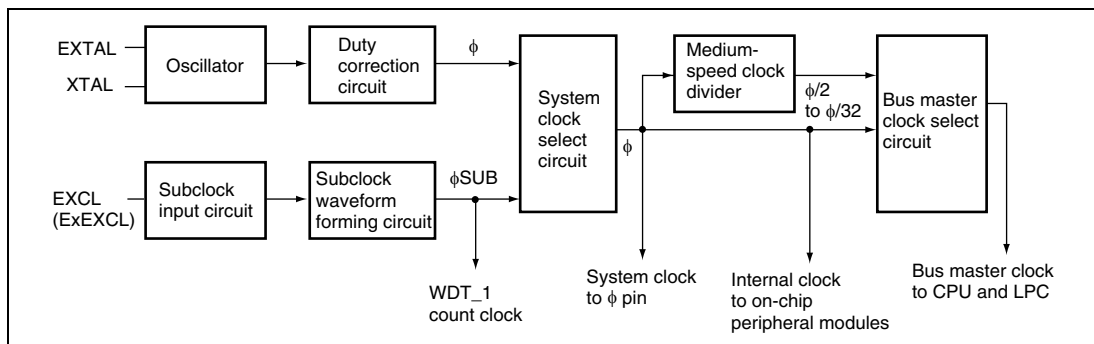 EXTAL
XTAL
Oscillator
Duty
correction
circuit
ϕ
System
clock
select
circuit
ϕ
Medium-
speed clock
divider
ϕ/2
to ϕ/32
Bus master
clock select
circuit
EXCL
(ExEXCL)
Subclock
input circuit
Subclock
waveform
forming circuit
ϕSUB
WDT_1
count clock
System clock
to ϕ pin
Internal clock
to on-chip
peripheral modules
Bus master clock
to CPU and LPC